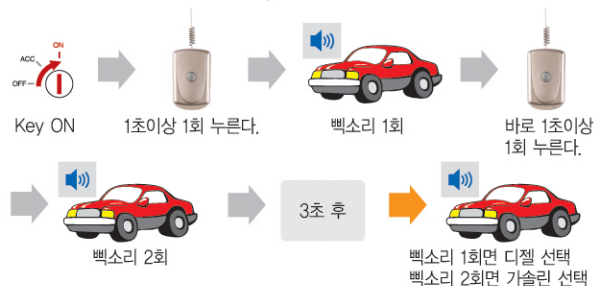 ON
ACC
OFF
Key ON
1초이상 1회 누른다.
삑소리 1회
바로 1초이상
1회 누른다.
삑소리 2회
3초 후
삑소리 1회면 디젤 선택
삑소리 2회면 가솔린 선택